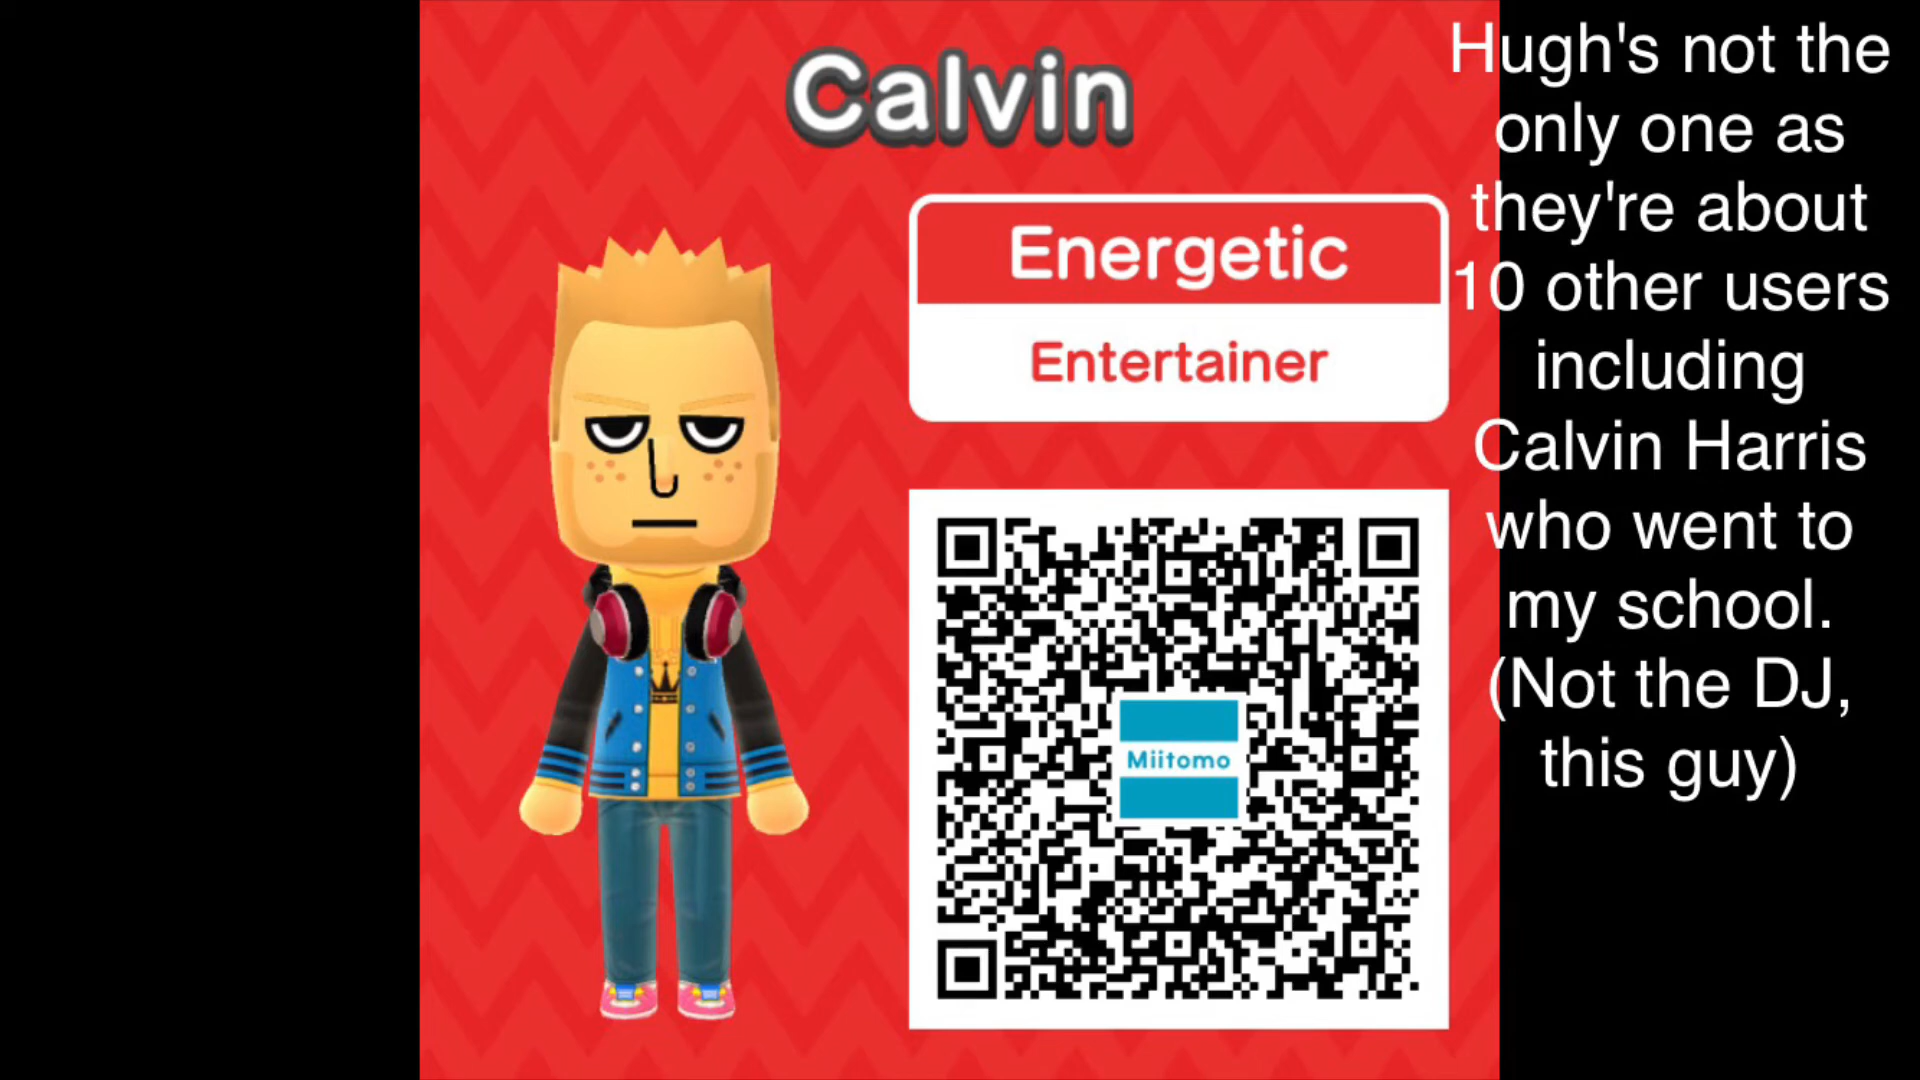 Calvin
Energetic
Entertainer
Miitomo
Hugh's not the
only one as
they're about
10 other users
including
Calvin Harris
who went to
my school.
(Not the DJ,
this guy)